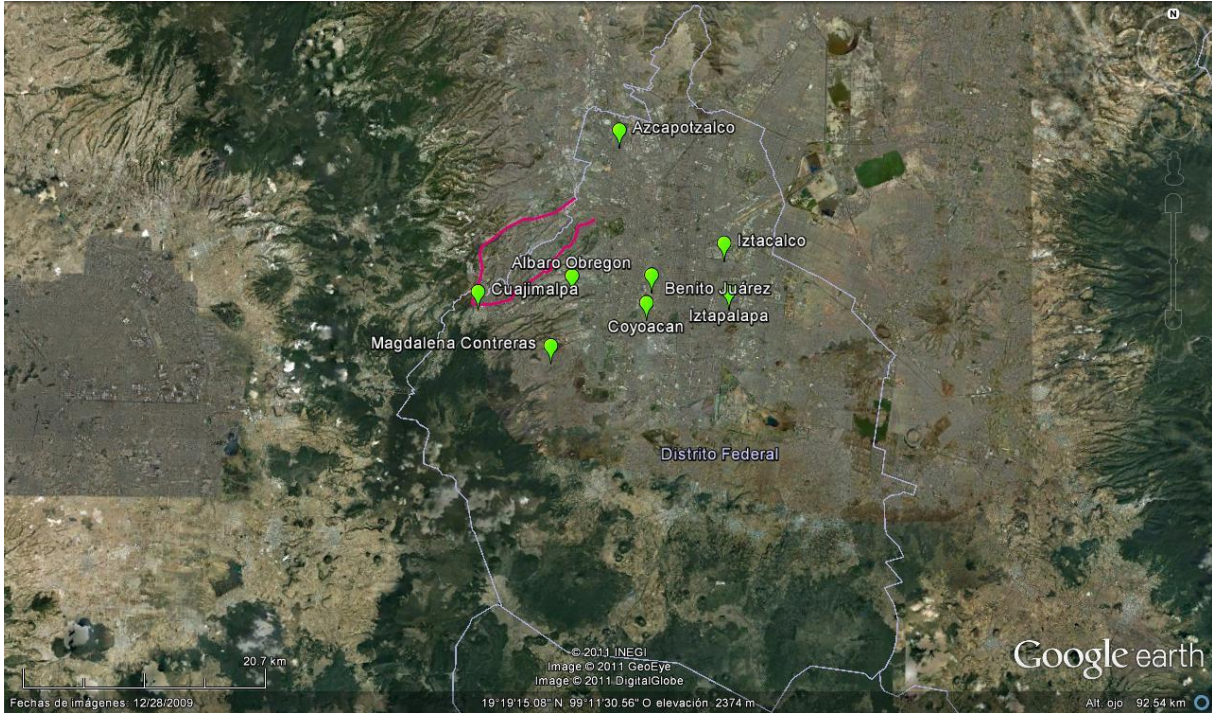 N
Azcapotzalco
Iztacalco
Albaro Obregon
Cuajimalpa
Benito Juárez
Iztapalapa
Coyoacan
Magdalena Contreras
Distrito Federal
© 2011 INEGI
Image © 2011 GeoEye
Image © 2011 DigitalGlobe
Google earth
20.7 km
Fechas de imágenes: 12/28/2009
19°19'15.08" N 99°11'30.56" O elevación 2374 m
Alt. ojo 92.54 km